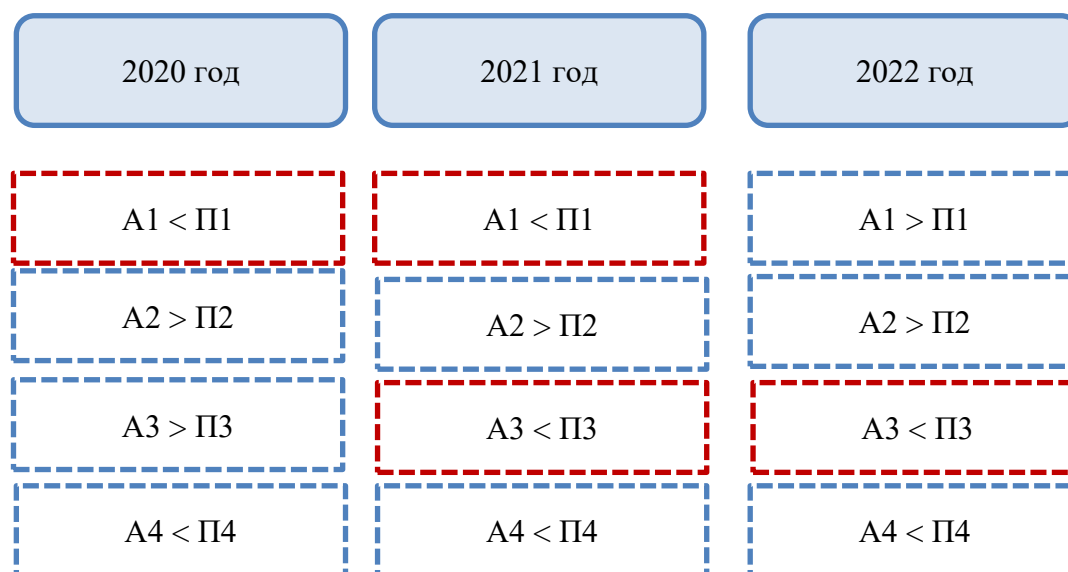 2020 год
2021 год
2022 год
А1 < П1
А1 < П1
А1 > П1
А2 > П2
А2 > П2
А2 > П2
А3 > П3
А3 < П3
А3 < П3
А4 < П4
А4 < П4
А4 < П4